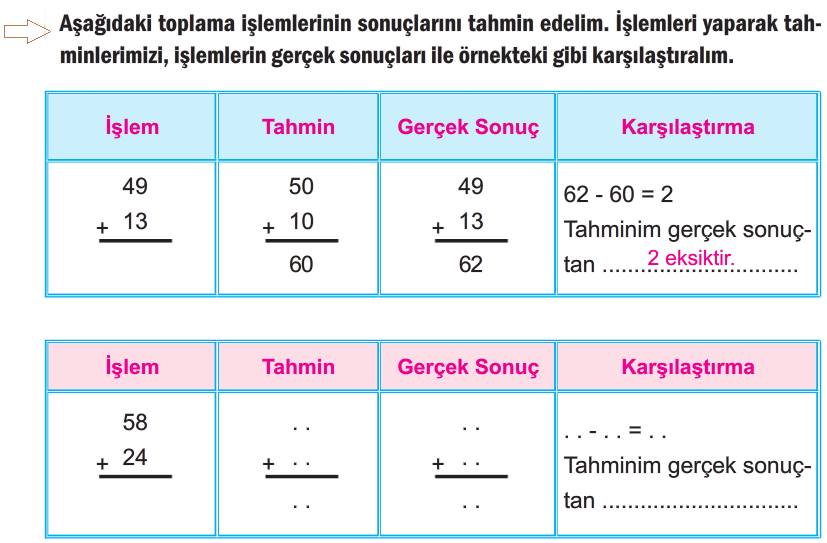 Aşağıdaki toplama işlemlerinin sonuçlarını tahmin edelim. İşlemleri yaparak tah-
minlerimizi, işlemlerin gerçek sonuçları ile örnekteki gibi karşılaştıralım.
İşlem Tahmin Gerçek Sonuç Karşılaştırma
49
+ 13
50
+ 10
60
49
+ 13
62
62 - 60 = 2
Tahminim gerçek sonuç-
tan 2 eksiktir. ..............................
İşlem Tahmin Gerçek Sonuç Karşılaştırma
58
+ 24
. .
+ . .
. .
. .
+ . .
. .
. . - . . = . .
Tahminim gerçek sonuç-
tan ..............................